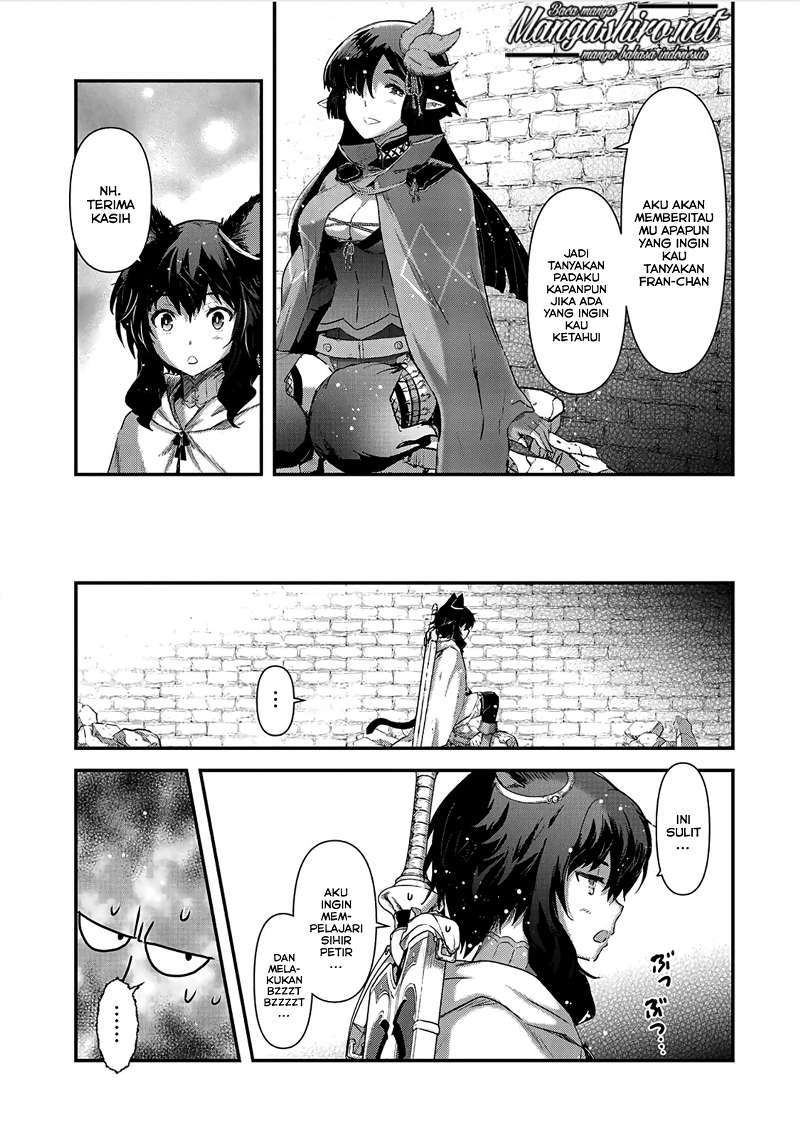 Baca manga
Mangashiro.net
manga bahasa indonesia
AKU AKAN
MEMBERITAU
MU APAPUN
YANG INGIN
KAU
TANYAKAN
FRAN-CHAN
JADI
TANYAKAN
PADAKU
KAPANPUN
JIKA ADA
YANG INGIN
KAU
KETAHUI
NH.
TERIMA
KASIH
...
INI
SULIT
...
AKU
INGIN
MEM-
PELAJARI
SIHIR
PETIR
...
DAN
MELA-
KUKAN
BZZZT
BZZZZT
ぶつ
ぶつ…
......